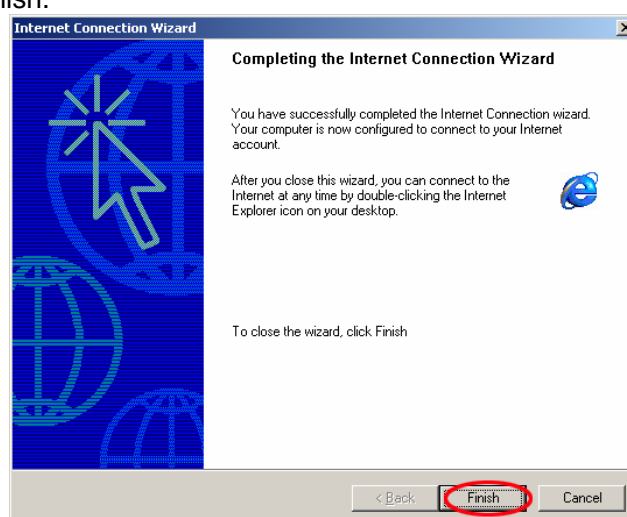 nish.
Internet Connection Wizard
Completing the Internet Connection Wizard
You have successfully completed the Internet Connection wizard.
Your computer is now configured to connect to your Internet
account.
After you close this wizard, you can connect to the
Internet at any time by double-clicking the Internet
Explorer icon on your desktop.
To close the wizard, click Finish
< Back
Finish
Cancel